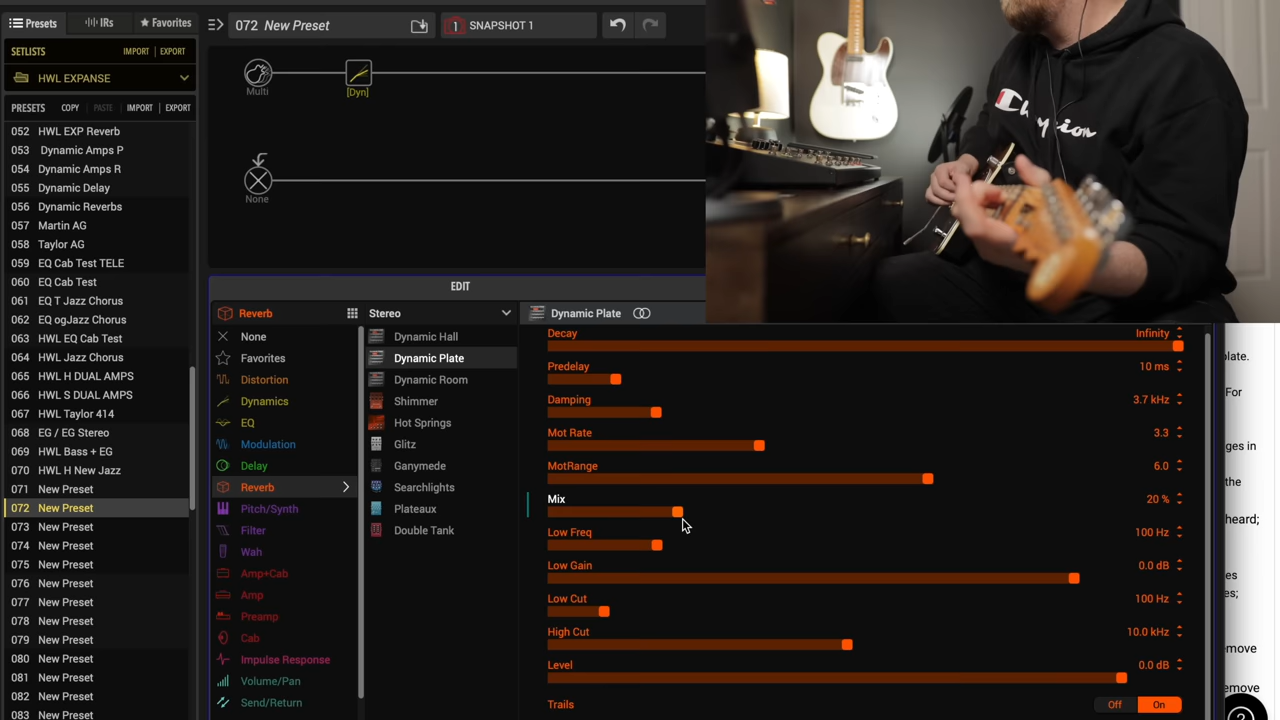 Presets
IRs
Favorites
SETLISTS
IMPORT
EXPORT
HWL EXPANSE
PRESETS
COPY
PASTE
IMPORT
EXPORT
052 HWL EXP Reverb
053 Dynamic Amps P
054 Dynamic Amps R
055 Dynamic Delay
056 Dynamic Reverbs
057 Martin AG
058 Taylor AG
059 EQ Cab Test TELE
060 EQ Cab Test
061 EQ T Jazz Chorus
062 EQ ogJazz Chorus
063 HWL EQ Cab Test
064 HWL Jazz Chorus
065 HWL H DUAL AMPS
066 HWL S DUAL AMPS
067 HWL Taylor 414
068 EG / EG Stereo
069 HWL Bass + EG
070 HWL H New Jazz
071 New Preset
072 New Preset
073 New Preset
074 New Preset
075 New Preset
076 New Preset
077 New Preset
078 New Preset
079 New Preset
080 New Preset
081 New Preset
082 New Preset
083 New Preset
072 New Preset
1 SNAPSHOT 1
Multi
[Dyn]
None
EDIT
Reverb
Stereo
None
Favorites
Distortion
Dynamics
EQ
Modulation
Delay
Reverb
Pitch/Synth
Filter
Wah
Amp+Cab
Amp
Preamp
Cab
Impulse Response
Volume/Pan
Send/Return
Dynamic Hall
Dynamic Plate
Dynamic Room
Shimmer
Hot Springs
Glitz
Ganymede
Searchlights
Plateaux
Double Tank
Dynamic Plate
Decay Infinity
Predelay 10 ms
Damping 3.7 kHz
Mot Rate 3.3
MotRange 6.0
Mix 20 %
Low Freq 100 Hz
Low Gain 0.0 dB
Low Cut 100 Hz
High Cut 10.0 kHz
Level 0.0 dB
Trails Off On
Champion
plate.
For
ges in
the
heard;
es
es;
move
emove
?